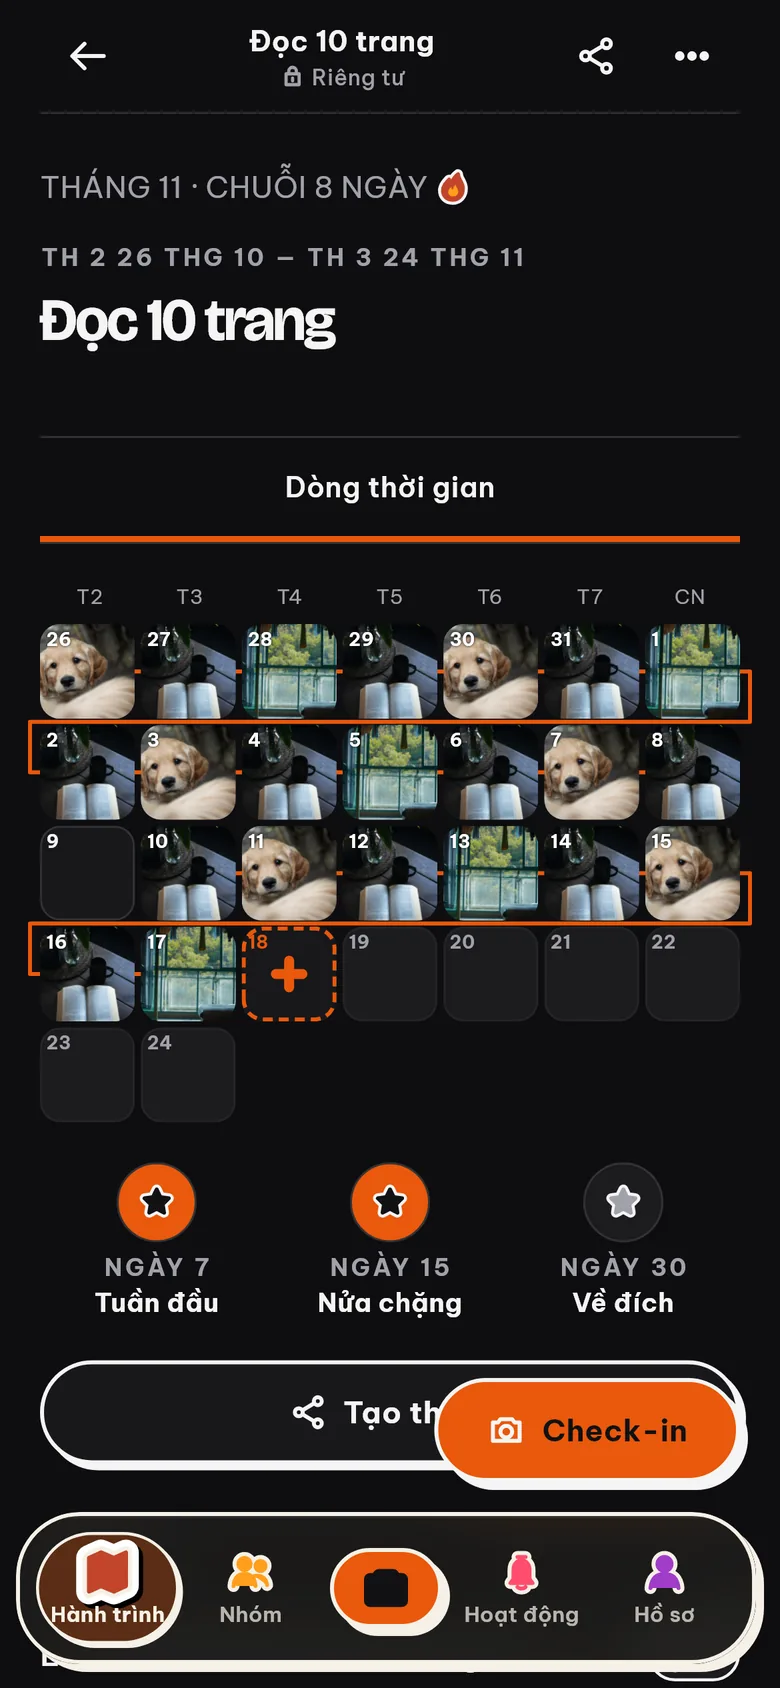 Đọc 10 trang
Riêng tư
THÁNG 11 · CHUỖI 8 NGÀY
TH 2 26 THG 10 – TH 3 24 THG 11
Đọc 10 trang
Dòng thời gian
T2 T3 T4 T5 T6 T7 CN
26 27 28 29 30 31 1
2 3 4 5 6 7 8
9 10 11 12 13 14 15
16 17 18 19 20 21 22
23 24
NGÀY 7 NGÀY 15 NGÀY 30
Tuần đầu Nửa chặng Về đích
Tạo
Check-in
Hành trình Nhóm Hoạt động Hồ sơ